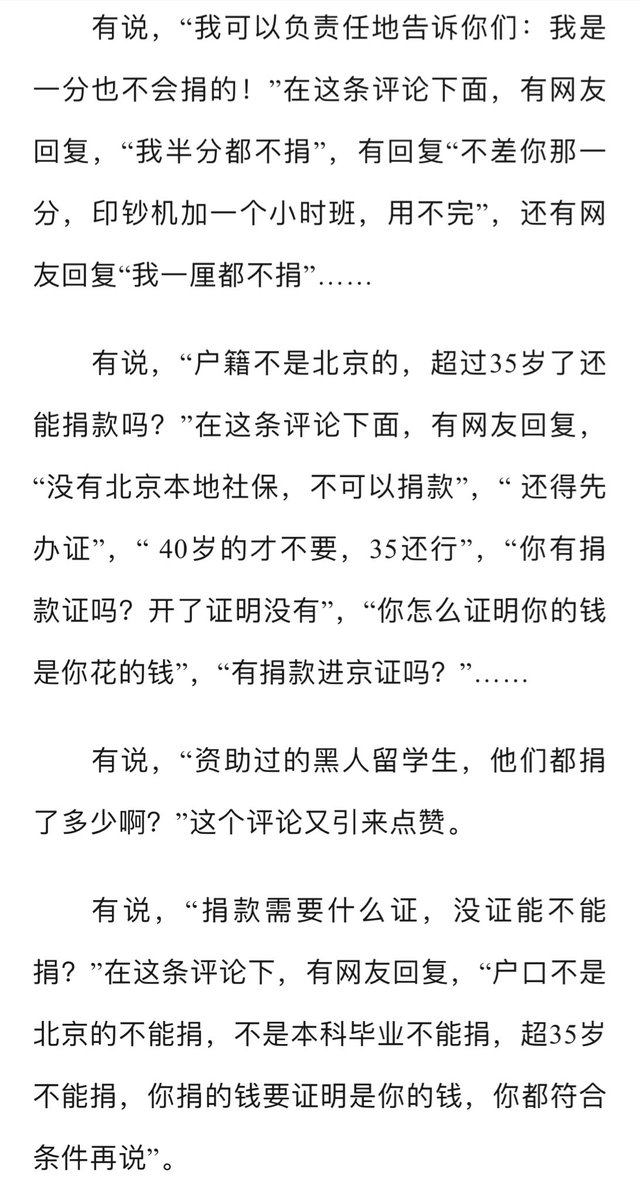 有说，“我可以负责任地告诉你们：我是
一分也不会捐的！”在这条评论下面，有网友
回复，“我半分都不捐”，有回复“不差你那一
分，印钞机加一个小时班，用不完”，还有网
友回复“我一厘都不捐”……
有说，“户籍不是北京的，超过35岁了还
能捐款吗？”在这条评论下面，有网友回复，
“没有北京本地社保，不可以捐款”，“ 还得先
办证”，“ 40岁的才不要，35还行”，“你有捐
款证吗？开了证明没有”，“你怎么证明你的钱
是你花的钱”，“有捐款进京证吗？”……
有说，“资助过的黑人留学生，他们都捐
了多少啊？”这个评论又引来点赞。
有说，“捐款需要什么证，没证能不能
捐？”在这条评论下，有网友回复，“户口不是
北京的不能捐，不是本科毕业不能捐，超35岁
不能捐，你捐的钱要证明是你的钱，你都符合
条件再说”。